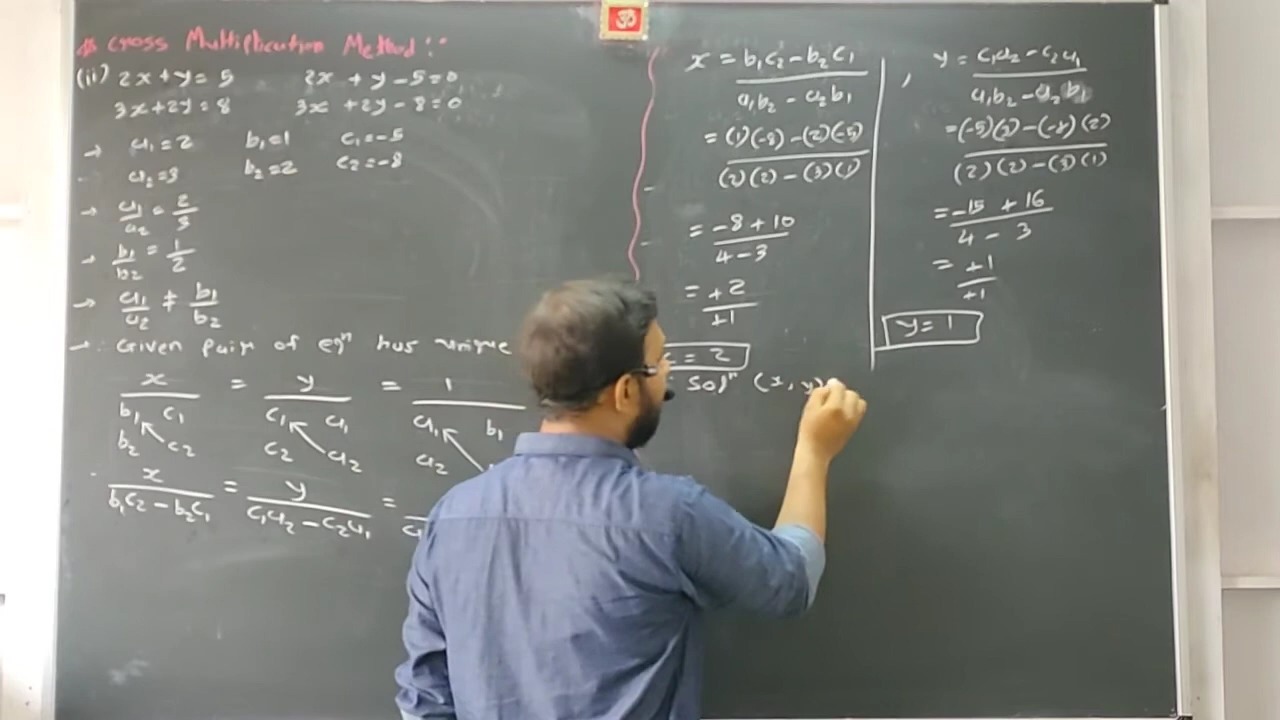 ॐ
# Cross Multiplication Method :-
(ii) 2x + y = 5    2x + y - 5 = 0
3x + 2y = 8    3x + 2y - 8 = 0
→ a₁ = 2    b₁ = 1    c₁ = -5
a₂ = 3    b₂ = 2    c₂ = -8
→ a₁/a₂ = 2/3
→ b₁/b₂ = 1/2
→ a₁/a₂ ≠ b₁/b₂
→ ∴ Given pair of eqⁿ has unique
x = y = 1
b₁ c₁    c₁ a₁    a₁ b₁
b₂ c₂    c₂ a₂    a₂
x/(b₁c₂ - b₂c₁) = y/(c₁a₂ - c₂a₁) =
x = (b₁c₂ - b₂c₁)/(a₁b₂ - a₂b₁)
= ((1)(-8) - (2)(-5))/((2)(2) - (3)(1))
= (-8 + 10)/(4 - 3)
= +2/+1
= 2
Solⁿ (x, y)
, y = (c₁a₂ - c₂a₁)/(a₁b₂ - a₂b₁)
= ((-5)(3) - (-8)(2))/((2)(2) - (3)(1))
= (-15 + 16)/(4 - 3)
= +1/+1
y = 1